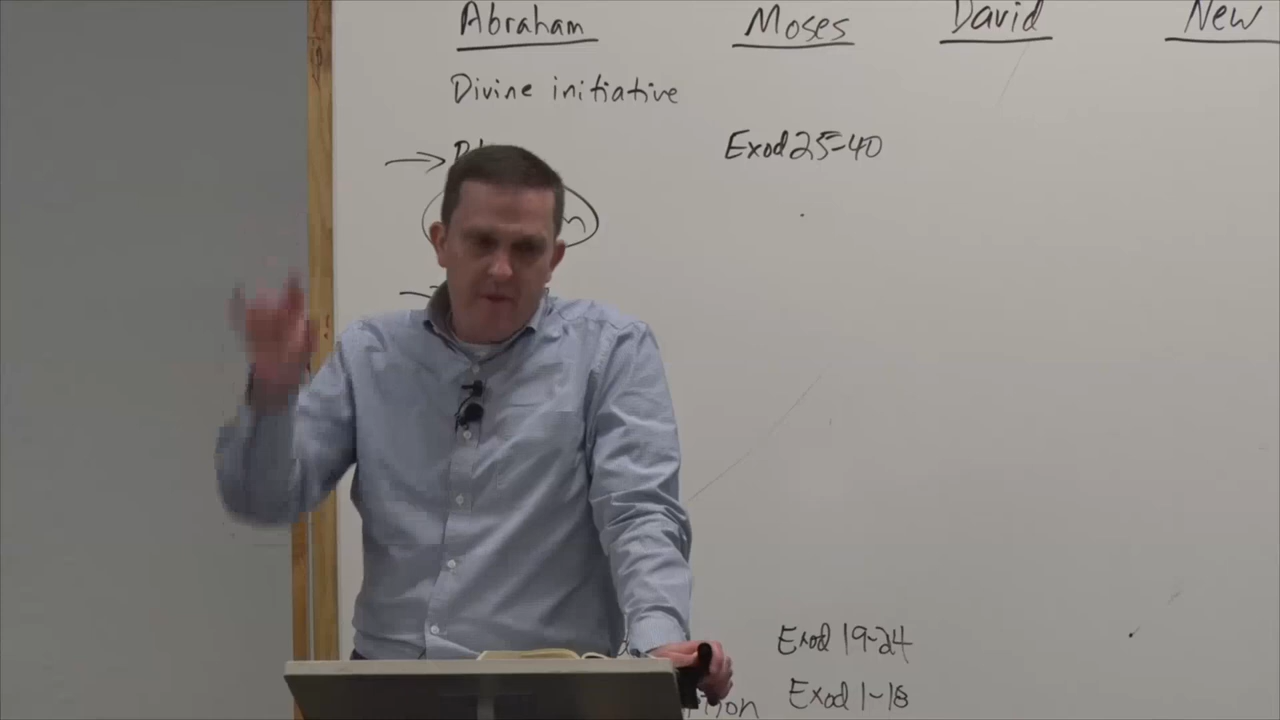 Abraham Moses David New
Divine initiative
Exod 25-40
Exod 19-24
Exod 1-18